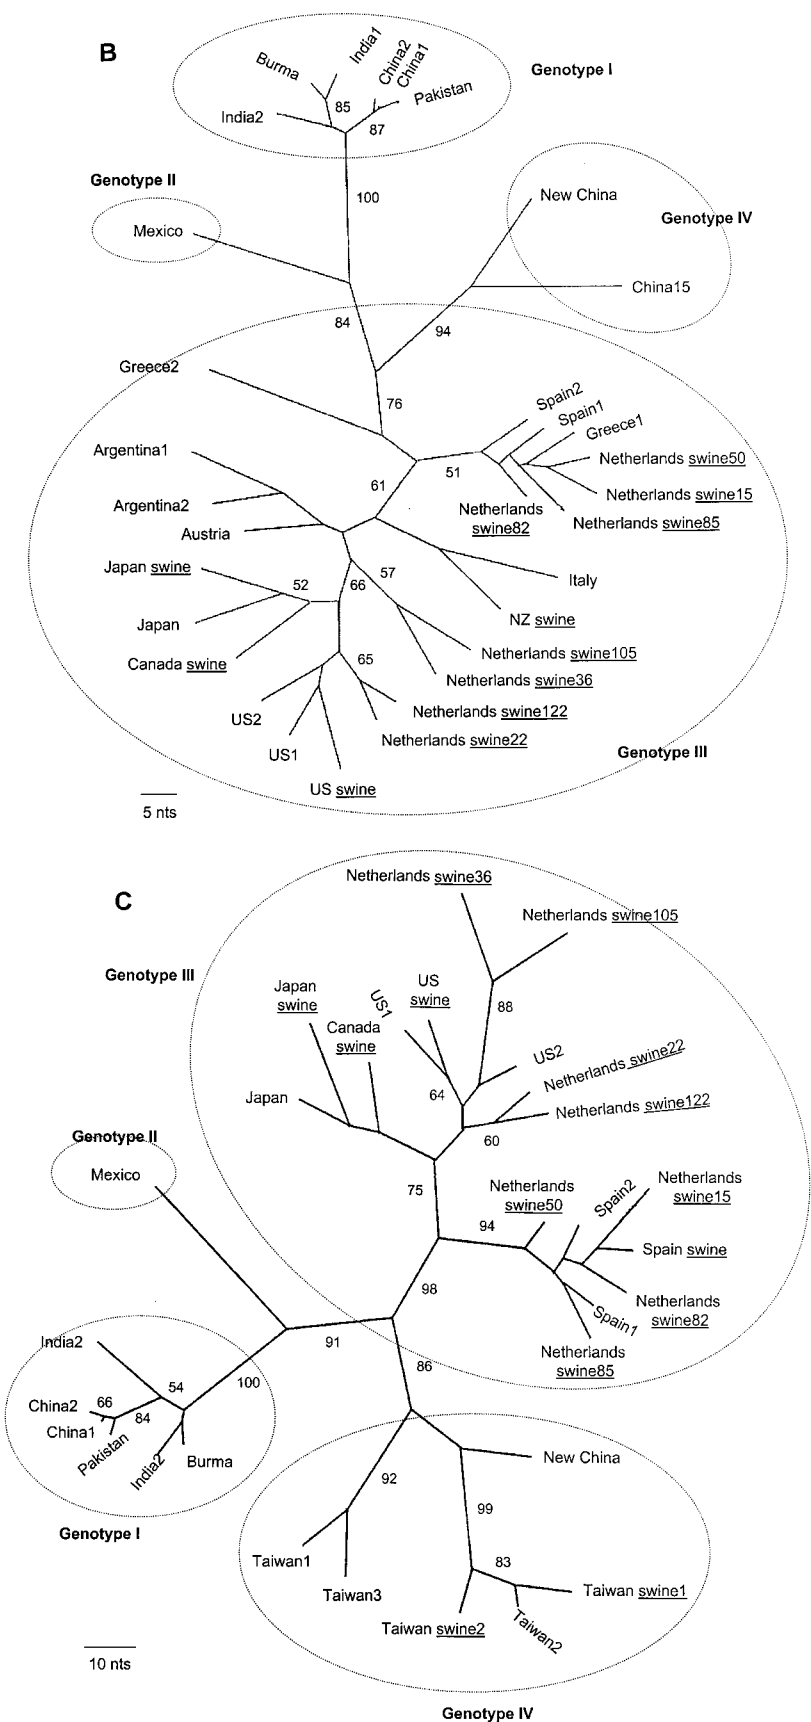 B
Burma
India1
China2
China1
Pakistan
Genotype I
India2
85
87
Genotype II
100
New China
Genotype IV
Mexico
China15
84
94
Greece2
76
Spain2
Spain1
Greece1
Argentina1
Netherlands swine50
61
51
Argentina2
Netherlands
swine82
Netherlands swine15
Netherlands swine85
Austria
Japan swine
52
66
57
Italy
Japan
NZ swine
Canada swine
65
Netherlands swine105
Netherlands swine36
US2
Netherlands swine122
US1
Netherlands swine22
Genotype III
US swine
5 nts
C
Netherlands swine36
Netherlands swine105
Genotype III
Japan
swine
US1
US
swine
88
Canada
swine
US2
Netherlands swine22
64
Japan
Netherlands swine122
60
Genotype II
Mexico
75
Netherlands
swine50
Spain2
Netherlands
swine15
94
Spain swine
98
Netherlands
swine82
Spain1
India2
91
Netherlands
swine85
86
100
54
China2
66
84
China1
Pakistan
India2
Burma
New China
92
Genotype I
99
Taiwan1
83
Taiwan3
Taiwan swine1
Taiwan swine2
Taiwan2
10 nts
Genotype IV